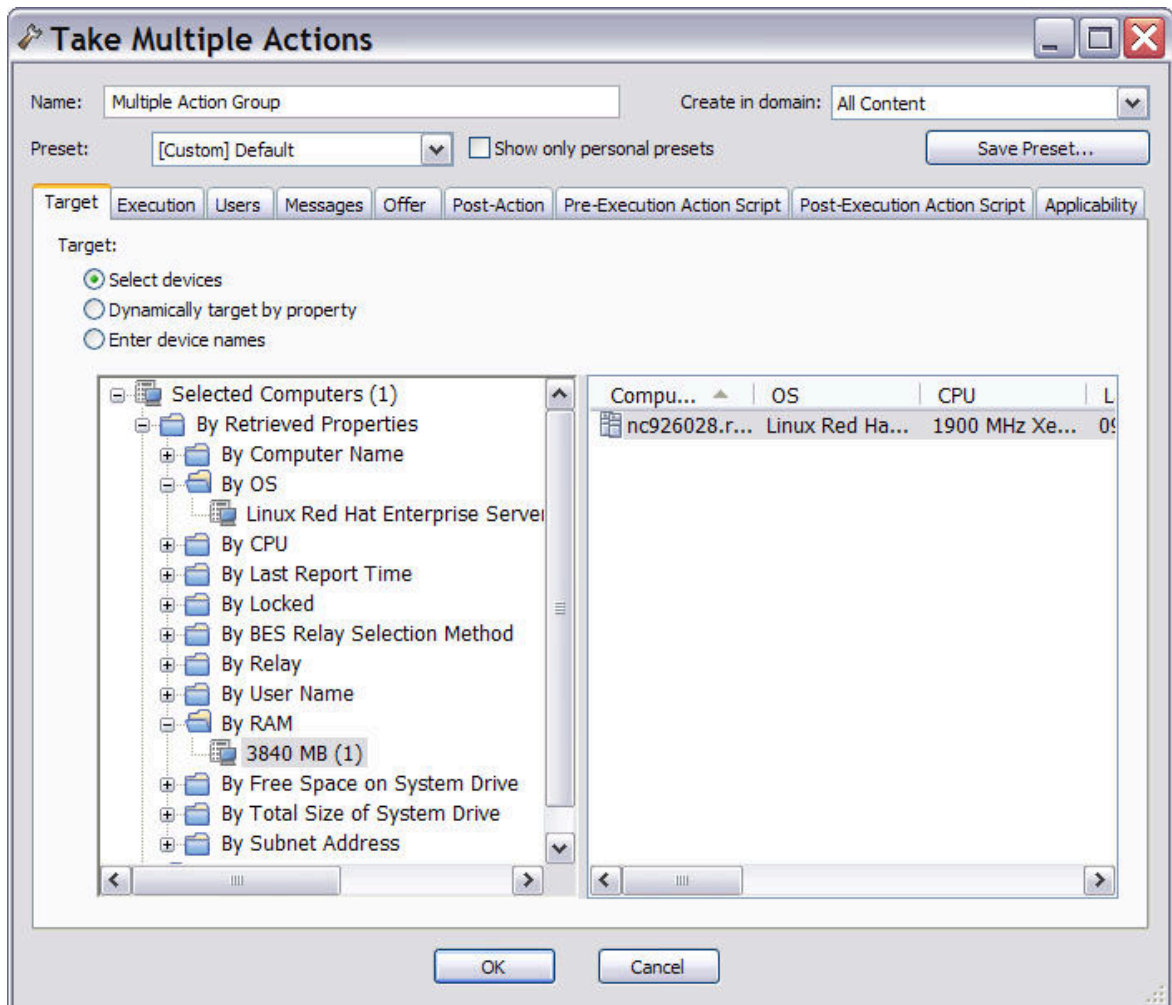 Take Multiple Actions
Name: Multiple Action Group Create in domain: All Content
Preset: [Custom] Default Show only personal presets Save Preset...
Target Execution Users Messages Offer Post-Action Pre-Execution Action Script Post-Execution Action Script Applicability
Target:
Select devices
Dynamically target by property
Enter device names
Selected Computers (1)
By Retrieved Properties
By Computer Name
By OS
Linux Red Hat Enterprise Server
By CPU
By Last Report Time
By Locked
By BES Relay Selection Method
By Relay
By User Name
By RAM
3840 MB (1)
By Free Space on System Drive
By Total Size of System Drive
By Subnet Address
Compu... OS CPU L
nc926028.r... Linux Red Ha... 1900 MHz Xe... 09
OK Cancel